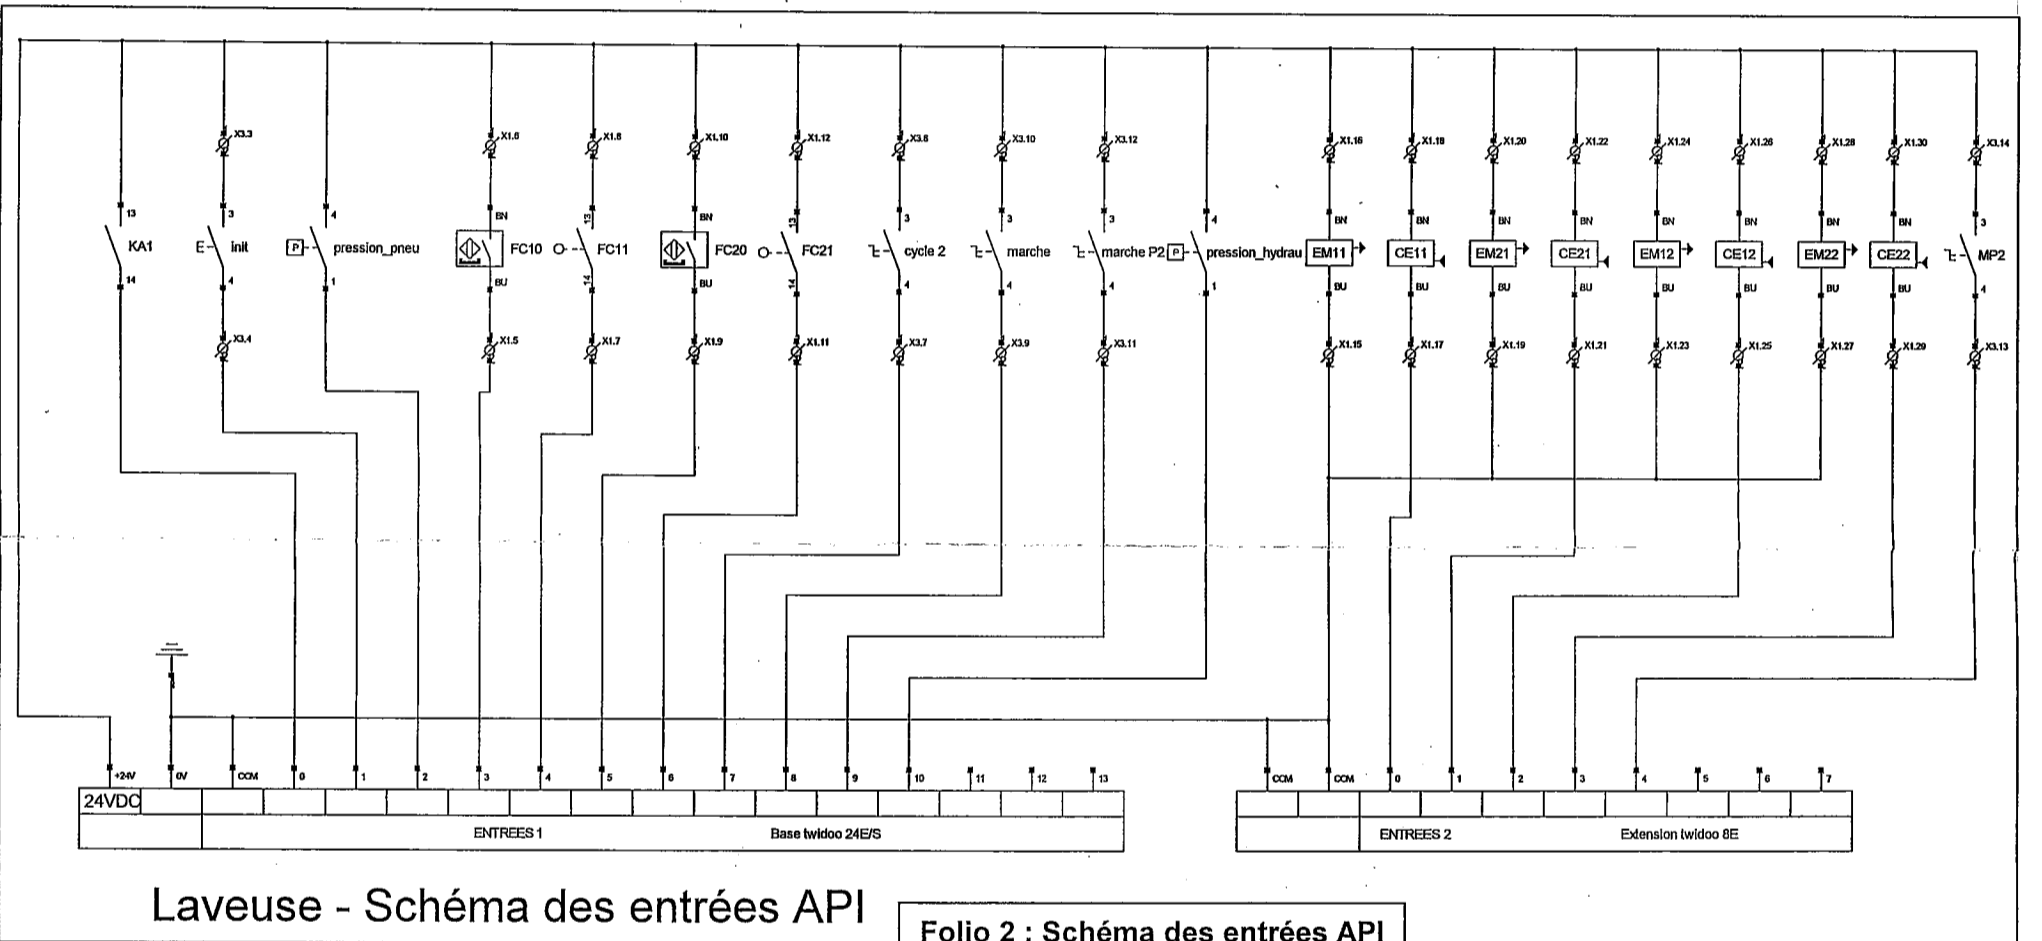 X3.3 X1.6 X1.8 X1.10 X1.12 X3.8 X3.10 X3.12 X1.16 X1.18 X1.20 X1.22 X1.24 X1.26 X1.28 X1.30 X3.14
13 3 4 BN 13 BN 13 3 3 3 4 BN BN BN BN BN BN BN BN 3
KA1 E init P pression_pneu FC10 FC11 FC20 FC21 cycle 2 marche marche P2 P pression_hydrau EM11 CE11 EM21 CE21 EM12 CE12 EM22 CE22 MP2
14 4 1 BU 14 BU 14 4 4 4 1 BU BU BU BU BU BU BU BU 4
X3.4 X1.5 X1.7 X1.9 X1.11 X3.7 X3.9 X3.11 X1.15 X1.17 X1.19 X1.21 X1.23 X1.25 X1.27 X1.29 X3.13
+24V 0V COM 0 1 2 3 4 5 6 7 8 9 10 11 12 13 COM COM 0 1 2 3 4 5 6 7
24VDC
ENTREES 1 Base twidoo 24E/S ENTREES 2 Extension twidoo 8E
Laveuse - Schéma des entrées API
Folio 2 : Schéma des entrées API